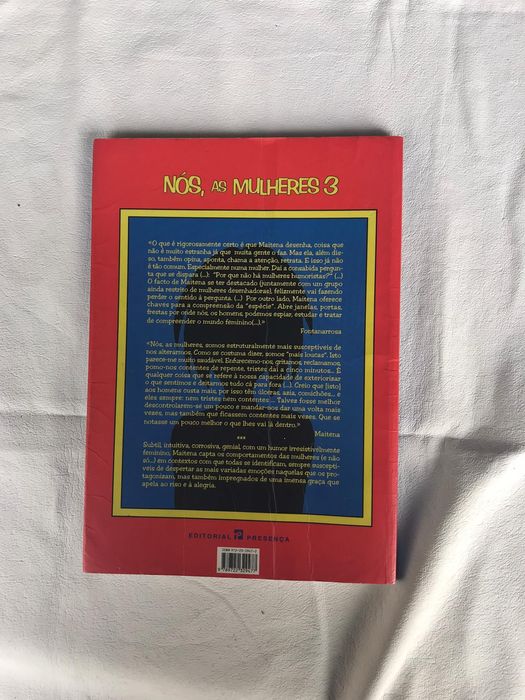 NÓS, AS MULHERES 3
«O que é rigorosamente certo é que Maitena desenha, coisa que
não é muito estranha já que muita gente o faz. Mas ela, além dis-
so, também opina, aponta, chama a atenção, retrata. E isso já não
é tão comum. Especialmente numa mulher. Daí a consabida pergun-
ta que se dispara (...): "Por que não há mulheres humoristas?" (...)
O facto de Maitena se ter destacado (juntamente com um grupo
ainda restrito de mulheres desenhadoras), felizmente vai fazendo
perder o sentido à pergunta. (...) Por outro lado, Maitena oferece
chaves para a compreensão da "espécie". Abre janelas, portas,
frestas por onde nós, os homens, podemos espiar, estudar e tratar
de compreender o mundo feminino(...).»
Fontanarrosa
«Nós, as mulheres, somos estruturalmente mais susceptíveis de
nos alterarmos. Como se costuma dizer, somos "mais loucas". Isto
parece-me muito saudável. Enfurecemo-nos, gritamos, reclamamos,
pomo-nos contentes de repente, tristes daí a cinco minutos... É
qualquer coisa que se refere à nossa capacidade de exteriorizar
o que sentimos e deitarmos tudo cá para fora (...). Creio que [isto]
aos homens custa mais, por isso têm úlceras, azia, comichões... e
eles sempre: nem tristes nem contentes... Talvez fosse melhor
descontrolarem-se um pouco e mandar-nos dar uma volta mais
vezes, mas também que ficassem contentes mais vezes. Que se
notasse um pouco melhor o que lhes vai lá dentro.»
Maitena
***
Subtil, intuitiva, corrosiva, genial, com um humor irresistivelmente
feminino, Maitena capta os comportamentos das mulheres (e não
só...) em contextos com que todas se identificam, sempre suscep-
tíveis de despertar as mais variadas emoções naquelas que os pro-
tagonizam, mas também impregnados de uma imensa graça que
apela ao riso e à alegria.
EDITORIAL P PRESENÇA